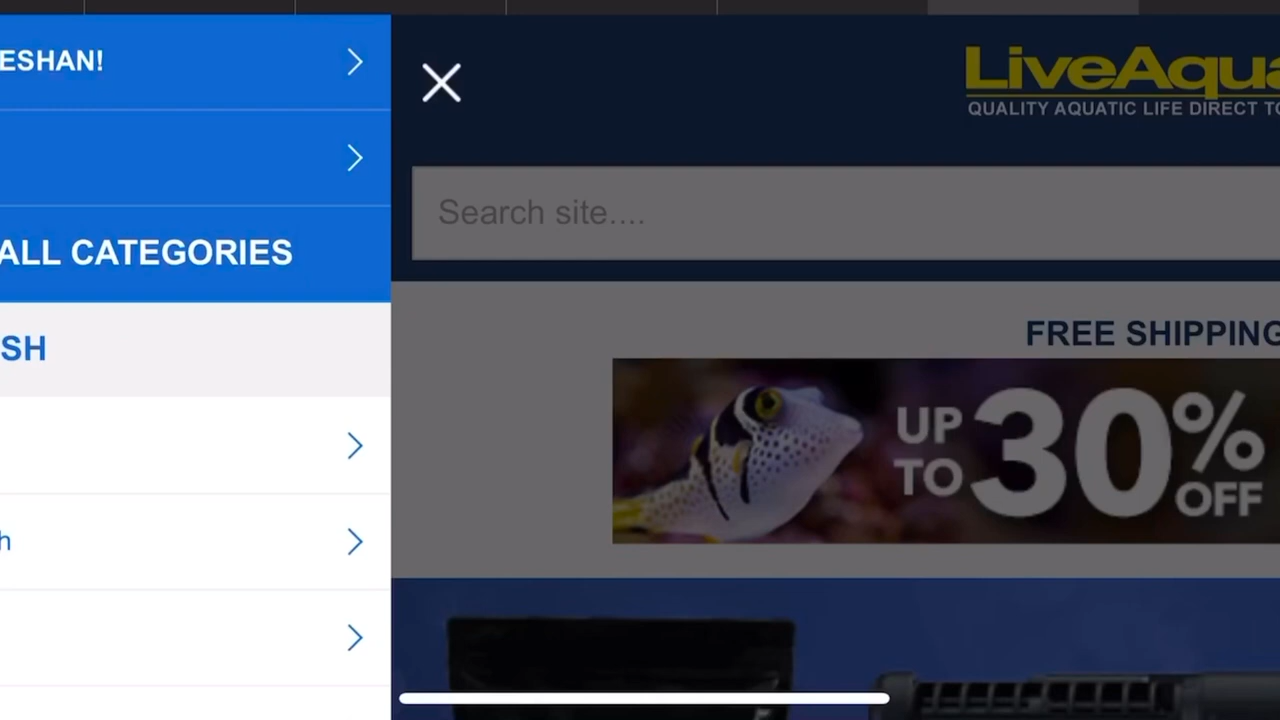 ESHAN!
ALL CATEGORIES
SH
h
LiveAqua
QUALITY AQUATIC LIFE DIRECT TO
Search site....
FREE SHIPPING
UP TO 30% OFF